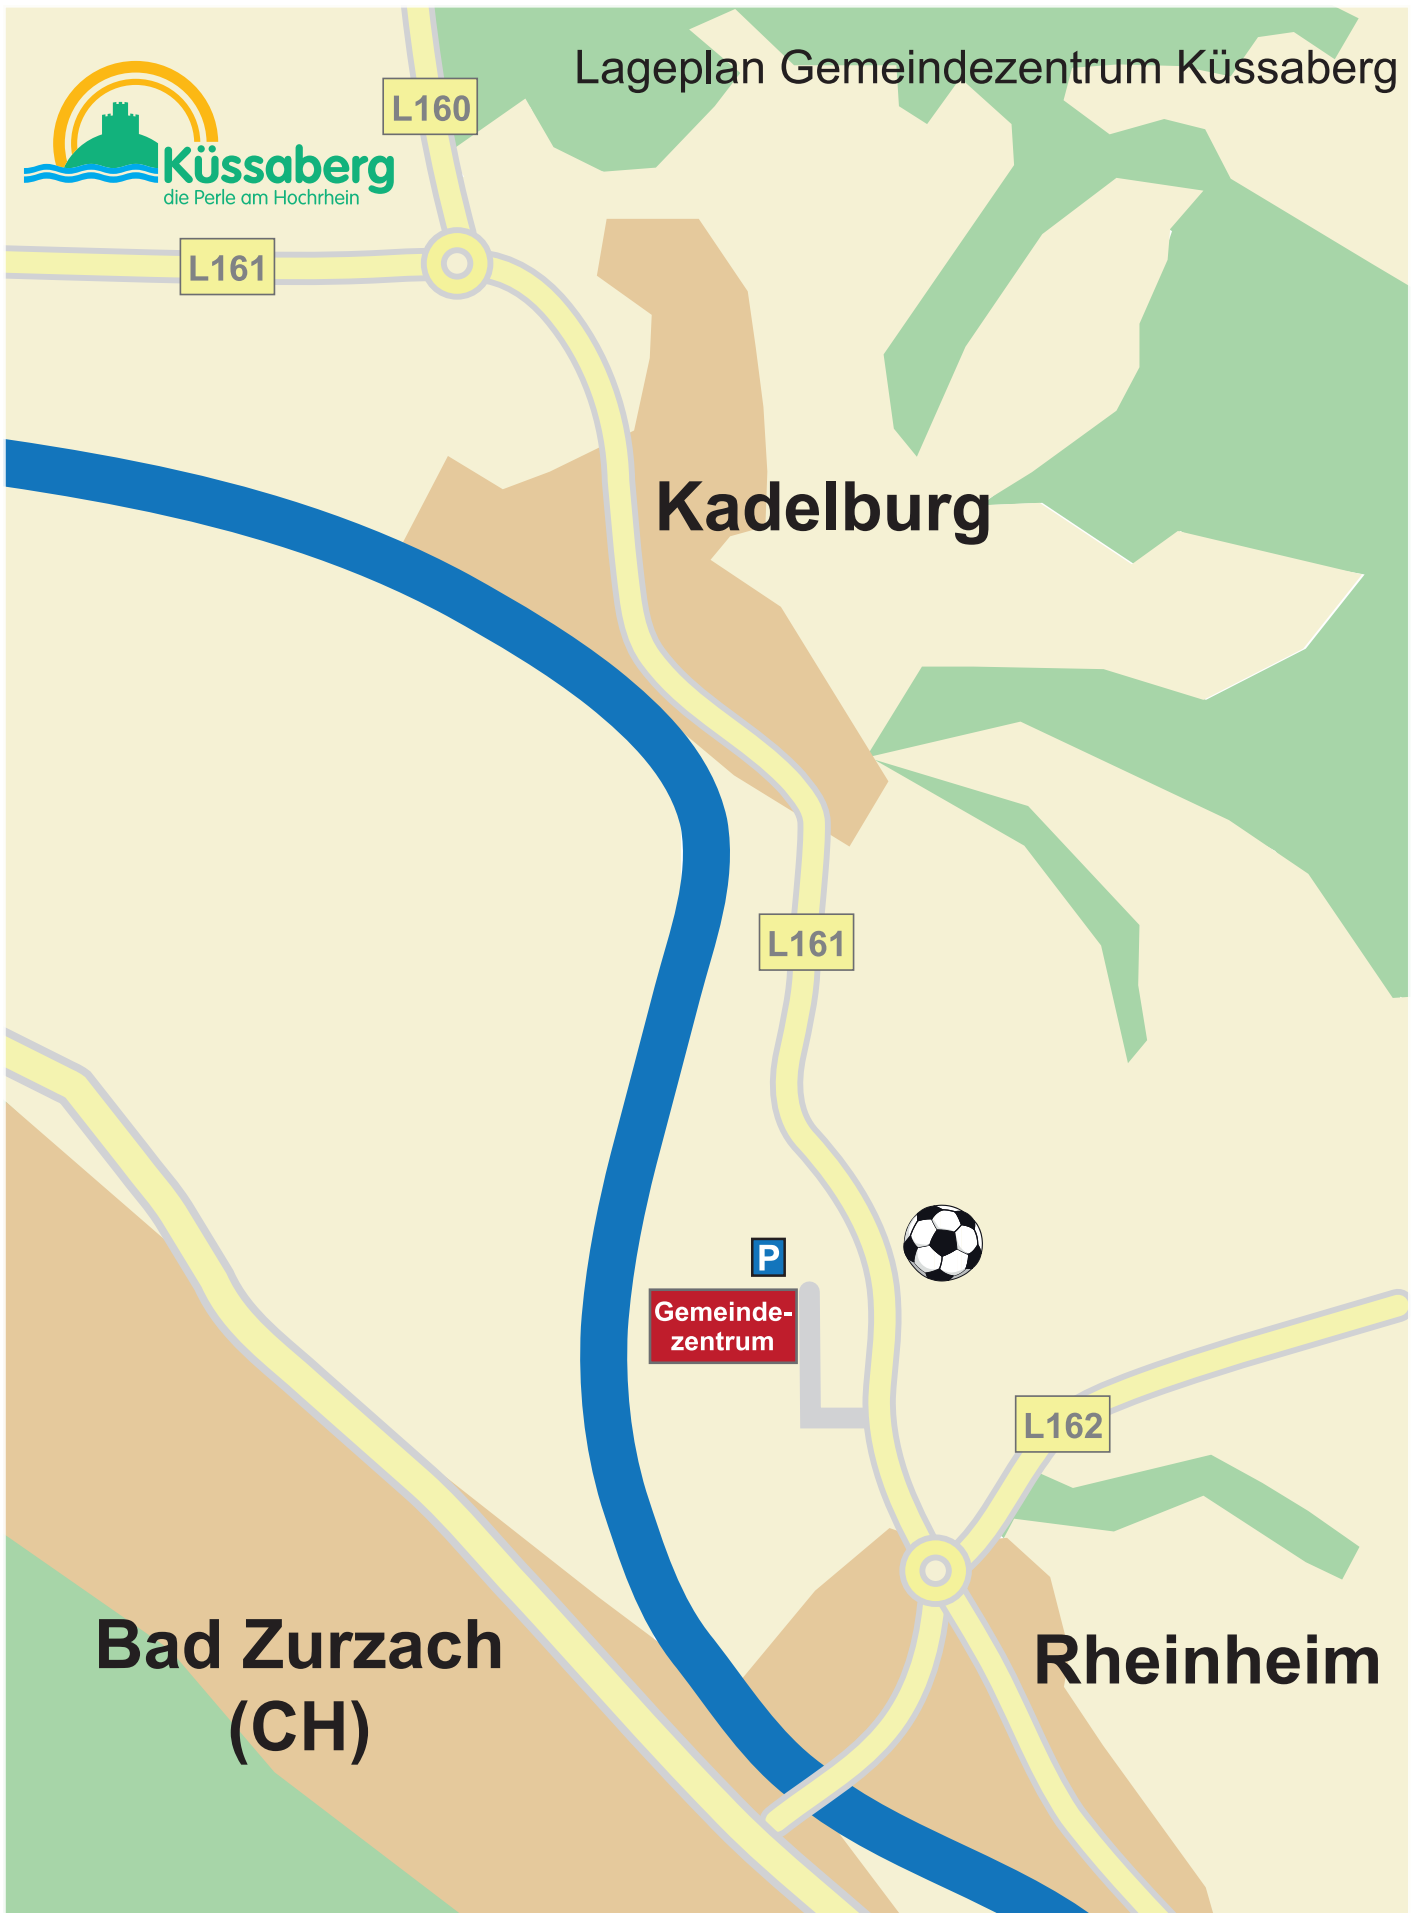 Lageplan Gemeindezentrum Küssaberg
L160
Küssaberg
die Perle am Hochrhein
L161
Kadelburg
L161
P
Gemeinde-
zentrum
L162
Bad Zurzach
(CH)
Rheinheim